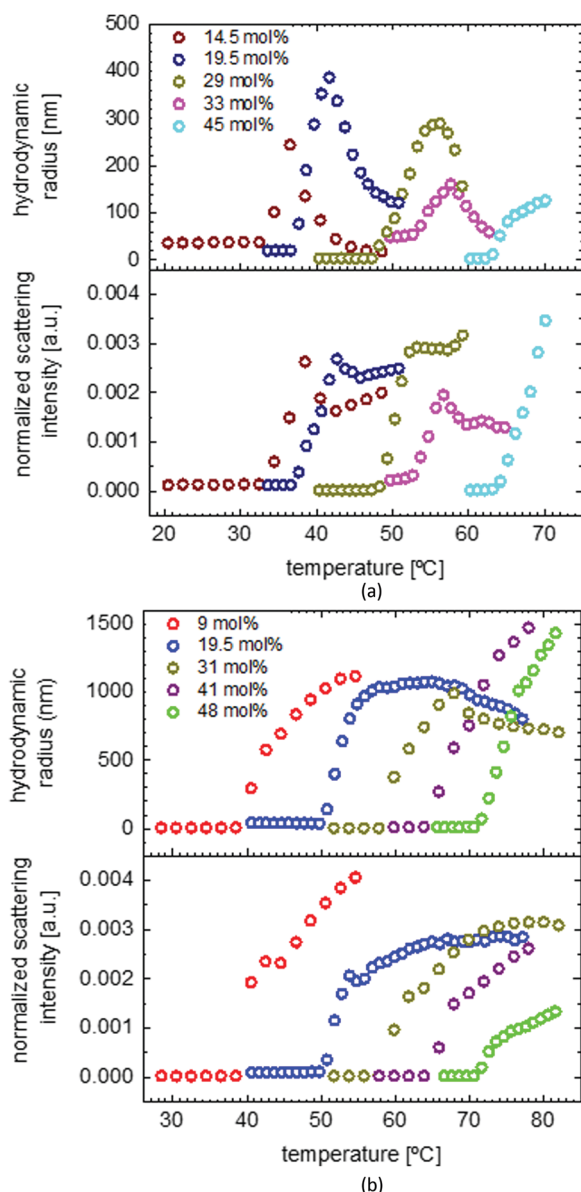 500
400
300
200
100
0
hydrodynamic
radius [nm]
14.5 mol%
19.5 mol%
29 mol%
33 mol%
45 mol%
0.004
0.003
0.002
0.001
0.000
normalized scattering
intensity [a.u.]
20 30 40 50 60 70
temperature [ºC]
(a)
1500
1000
500
0
hydrodynamic
radius (nm)
9 mol%
19.5 mol%
31 mol%
41 mol%
48 mol%
0.004
0.003
0.002
0.001
0.000
normalized scattering
intensity [a.u.]
30 40 50 60 70 80
temperature [ºC]
(b)